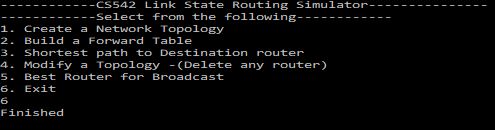 ------------CS542 Link State Routing Simulator---------------
------------Select from the following------------
1. Create a Network Topology
2. Build a Forward Table
3. Shortest path to Destination router
4. Modify a Topology -(Delete any router)
5. Best Router for Broadcast
6. Exit
6
Finished